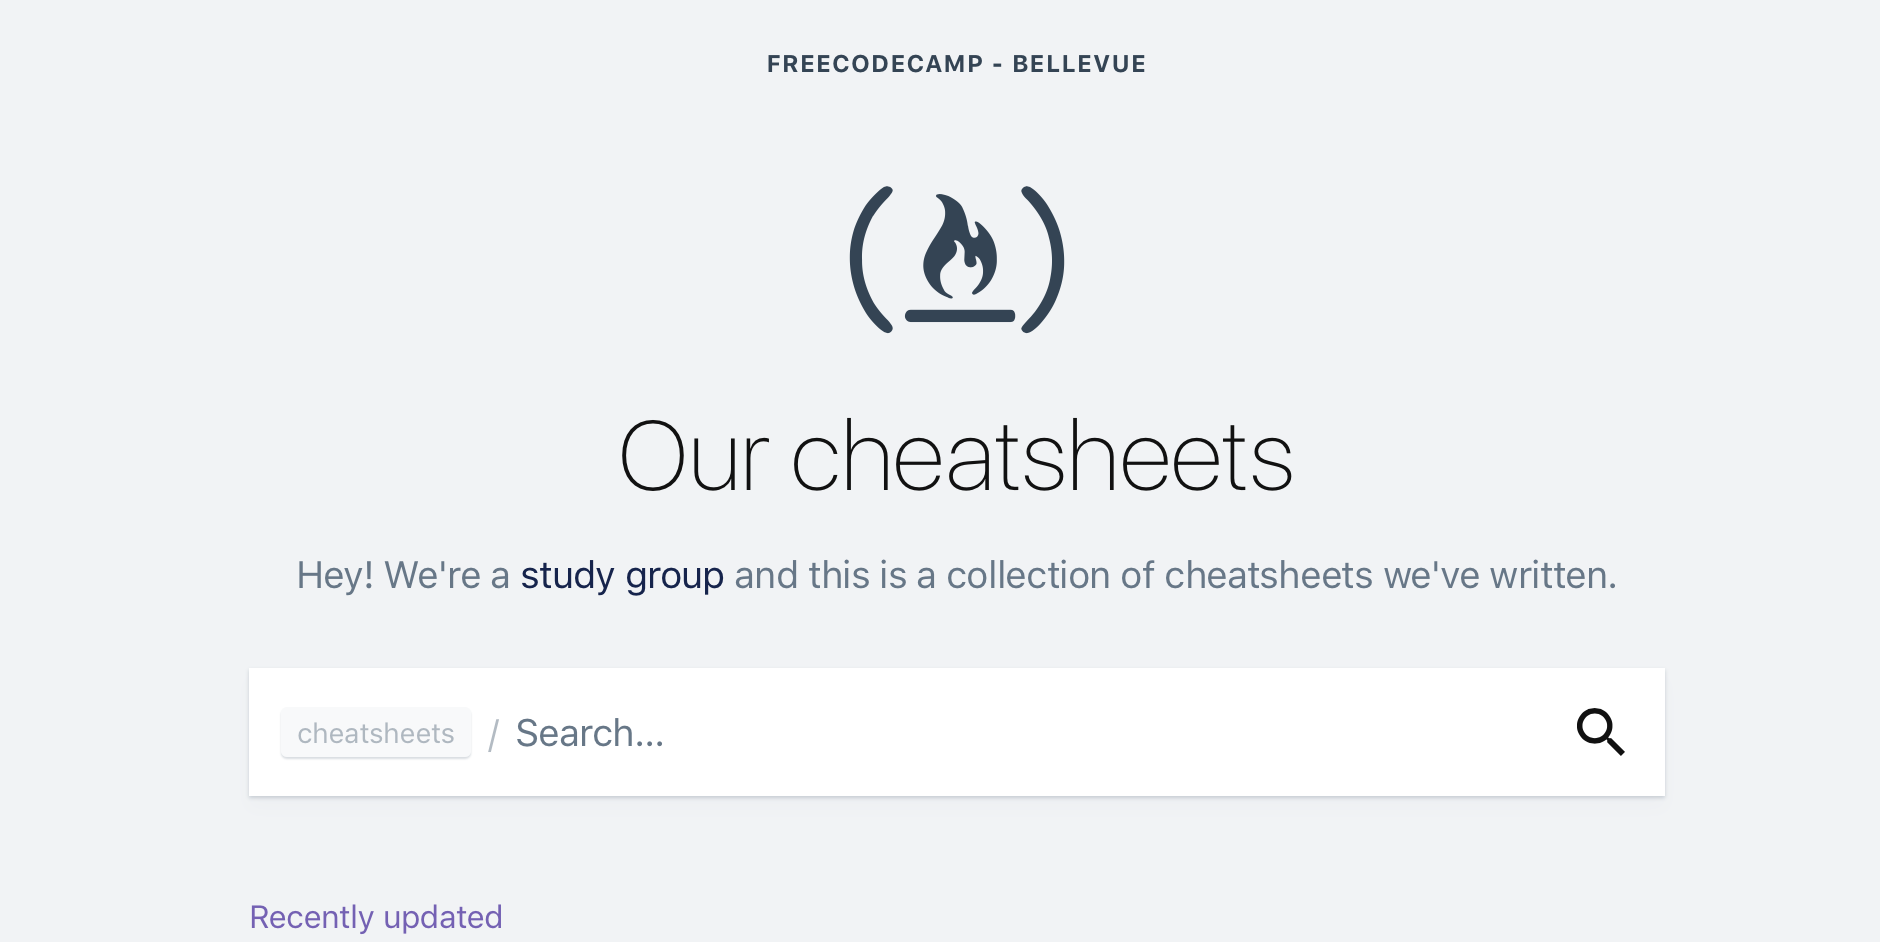 FREECODECAMP - BELLEVUE
Our cheatsheets
Hey! We're a study group and this is a collection of cheatsheets we've written.
cheatsheets / Search...
Recently updated